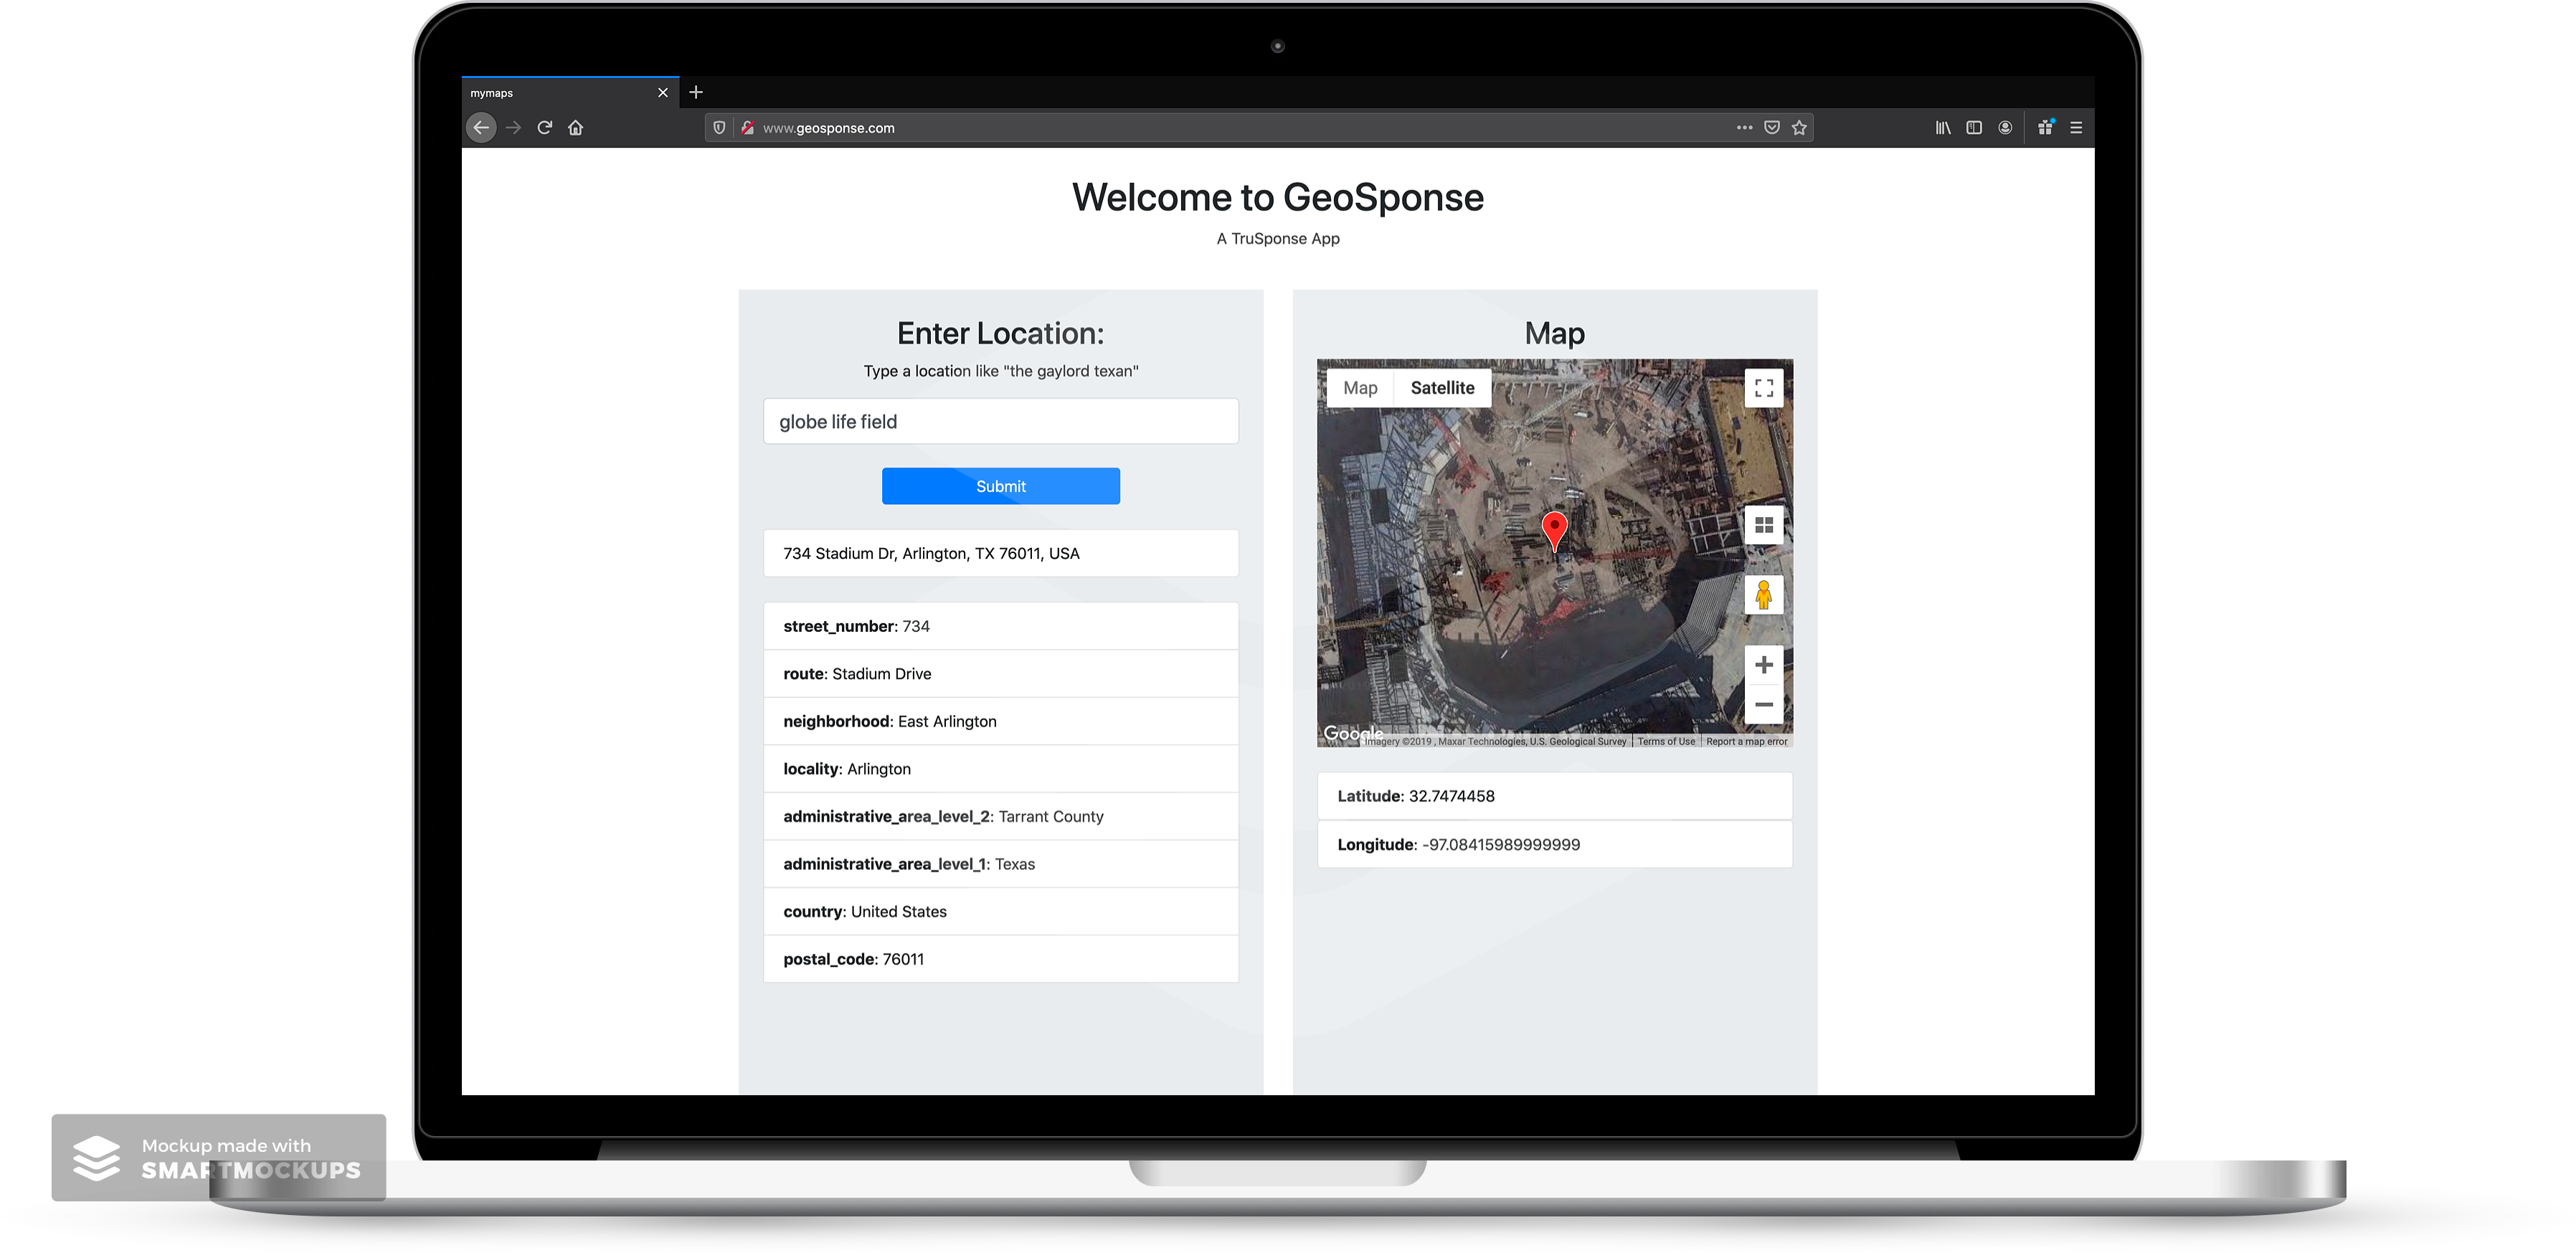 mymaps
www.geosponse.com
Welcome to GeoSponse
A TruSponse App
Enter Location:
Type a location like "the gaylord texan"
globe life field
Submit
734 Stadium Dr, Arlington, TX 76011, USA
street_number: 734
route: Stadium Drive
neighborhood: East Arlington
locality: Arlington
administrative_area_level_2: Tarrant County
administrative_area_level_1: Texas
country: United States
postal_code: 76011
Map
Map Satellite
Google
Imagery ©2019 , Maxar Technologies, U.S. Geological Survey Terms of Use Report a map error
Latitude: 32.7474458
Longitude: -97.08415989999999
Mockup made with
SMARTMOCKUPS